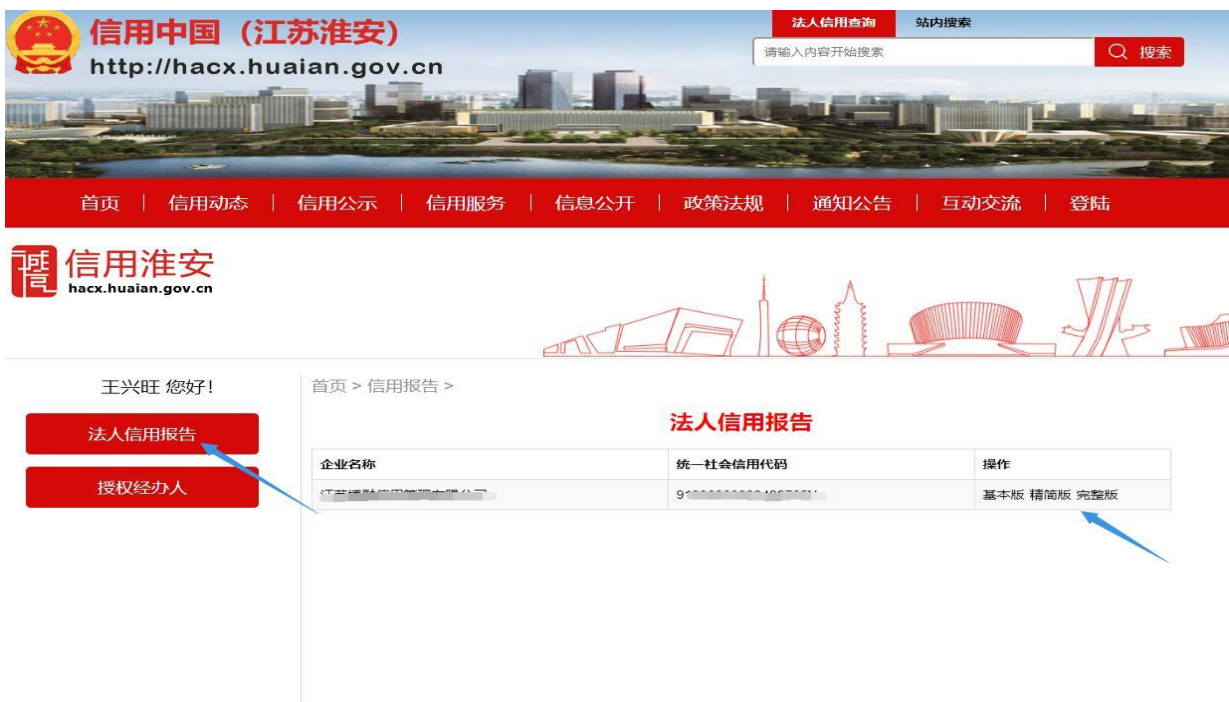 信用中国（江苏淮安）
http://hacx.huaian.gov.cn
法人信用查询 站内搜索
请输入内容开始搜索 搜索
首页 | 信用动态 | 信用公示 | 信用服务 | 信息公开 | 政策法规 | 通知公告 | 互动交流 | 登陆
信用淮安
hacx.huaian.gov.cn
王兴旺 您好！
首页 > 信用报告 >
法人信用报告
法人信用报告
企业名称 统一社会信用代码 操作
授权经办人
基本版 精简版 完整版